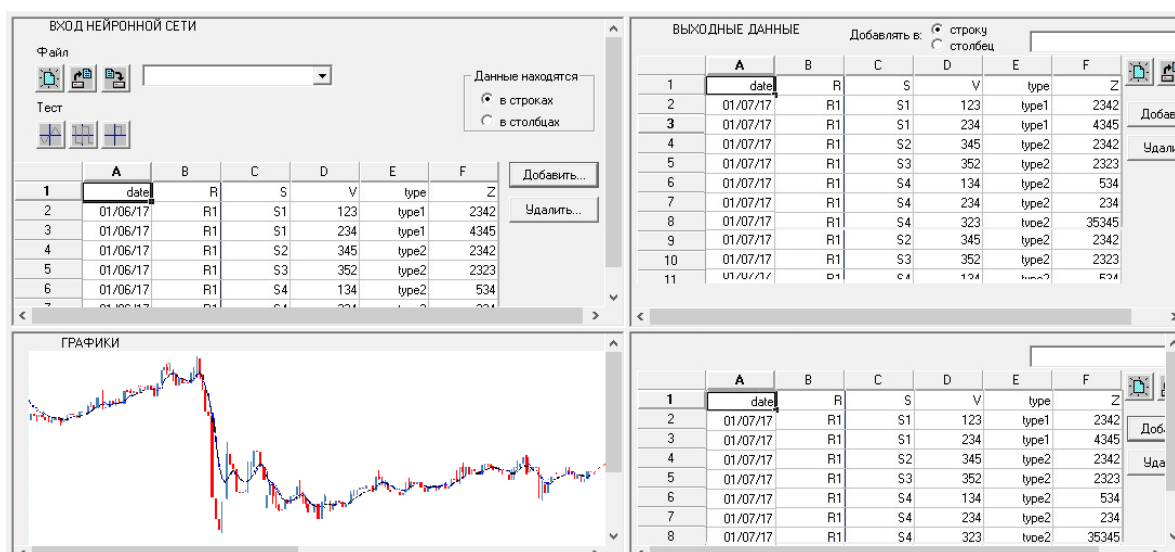 ВХОД НЕЙРОННОЙ СЕТИ
Файл
Данные находятся
в строках
в столбцах
Тест
A B C D E F
1 date R S V type Z
2 01/06/17 R1 S1 123 type1 2342
3 01/06/17 R1 S1 234 type1 4345
4 01/06/17 R1 S2 345 type2 2342
5 01/06/17 R1 S3 352 type2 2323
6 01/06/17 R1 S4 134 type2 534
Добавить...
Удалить...
ВЫХОДНЫЕ ДАННЫЕ
Добавлять в:
строку
столбец
A B C D E F
1 date R S V type Z
2 01/07/17 R1 S1 123 type1 2342
3 01/07/17 R1 S1 234 type1 4345
4 01/07/17 R1 S2 345 type2 2342
5 01/07/17 R1 S3 352 type2 2323
6 01/07/17 R1 S4 134 type2 534
7 01/07/17 R1 S4 234 type2 234
8 01/07/17 R1 S4 323 type2 35345
9 01/07/17 R1 S2 345 type2 2342
10 01/07/17 R1 S3 352 type2 2323
11
Добав
Удали
ГРАФИКИ
A B C D E F
1 date R S V type Z
2 01/07/17 R1 S1 123 type1 2342
3 01/07/17 R1 S1 234 type1 4345
4 01/07/17 R1 S2 345 type2 2342
5 01/07/17 R1 S3 352 type2 2323
6 01/07/17 R1 S4 134 type2 534
7 01/07/17 R1 S4 234 type2 234
8 01/07/17 R1 S4 323 type2 35345
Доб
Уда